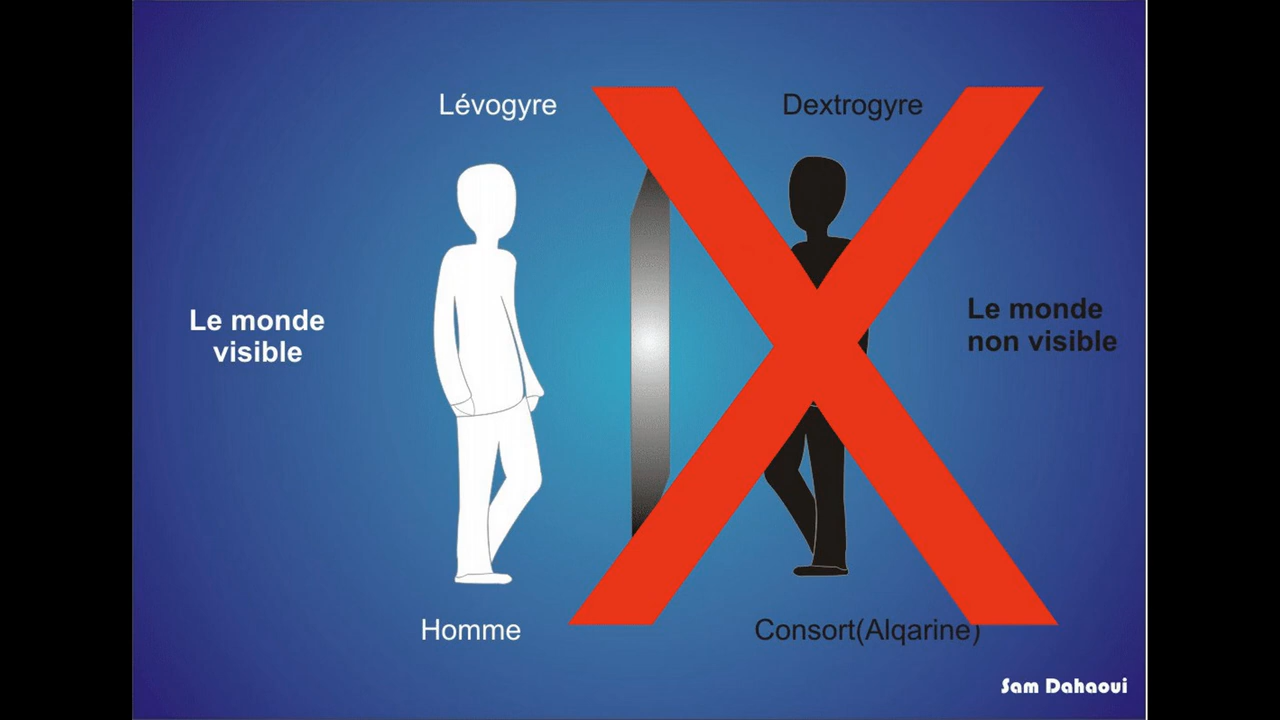 Lévogyre
Dextrogyre
Le monde
visible
Le monde
non visible
Homme
Consort(Alqarine)
Sam Dahaoui